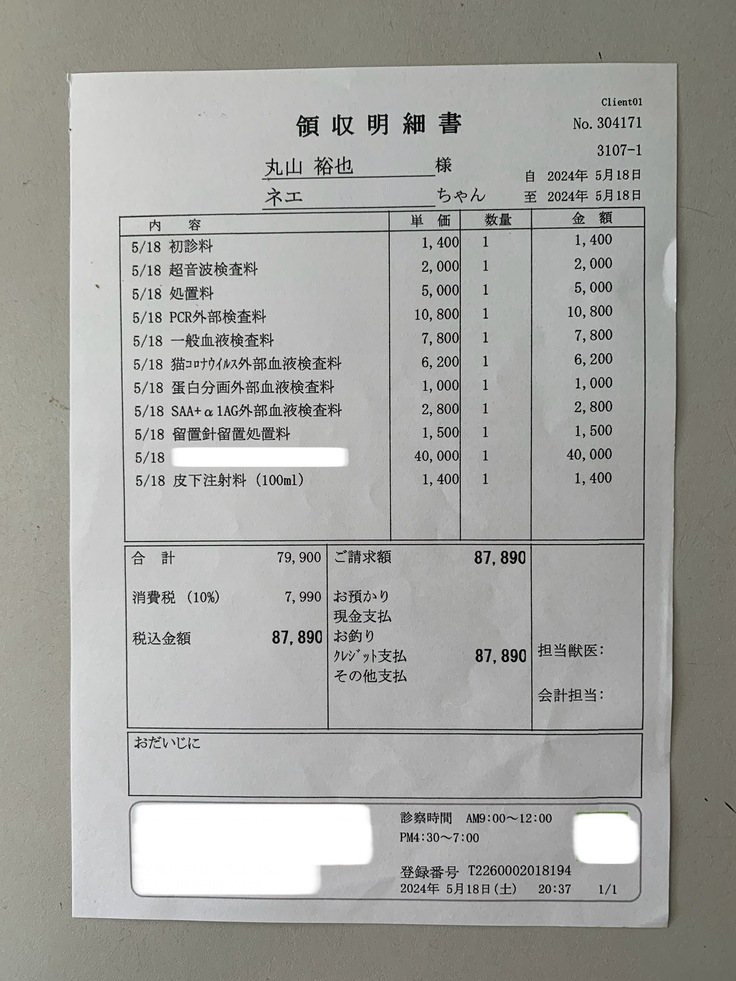 Client01
領収明細書
No. 304171
3107-1
丸山 裕也 様
自 2024年 5月18日
ネエ ちゃん
至 2024年 5月18日
内 容 単 価 数量 金 額
5/18 初診料 1,400 1 1,400
5/18 超音波検査料 2,000 1 2,000
5/18 処置料 5,000 1 5,000
5/18 PCR外部検査料 10,800 1 10,800
5/18 一般血液検査料 7,800 1 7,800
5/18 猫ｺﾛﾅｳｲﾙｽ外部血液検査料 6,200 1 6,200
5/18 蛋白分画外部血液検査料 1,000 1 1,000
5/18 SAA+α1AG外部血液検査料 2,800 1 2,800
5/18 留置針留置処置料 1,500 1 1,500
5/18 40,000 1 40,000
5/18 皮下注射料 (100ml) 1,400 1 1,400
合 計 79,900 ご請求額 87,890
消費税 (10%) 7,990 お預かり
現金支払
税込金額 87,890 お釣り
ｸﾚｼﾞｯﾄ支払 87,890 担当獣医:
その他支払
会計担当:
おだいじに
診察時間 AM9:00～12:00
PM4:30～7:00
登録番号 T2260002018194
2024年 5月18日(土) 20:37 1/1